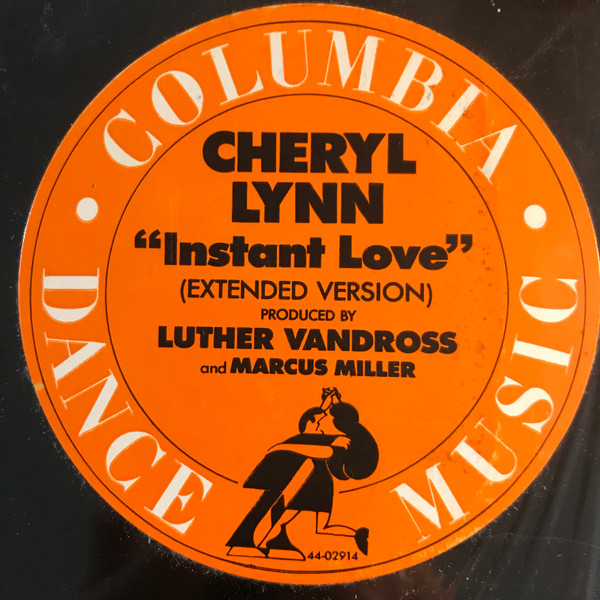 COLUMBIA
CHERYL
LYNN
“Instant Love”
(EXTENDED VERSION)
PRODUCED BY
LUTHER VANDROSS
and MARCUS MILLER
44-02914
DANCE MUSIC